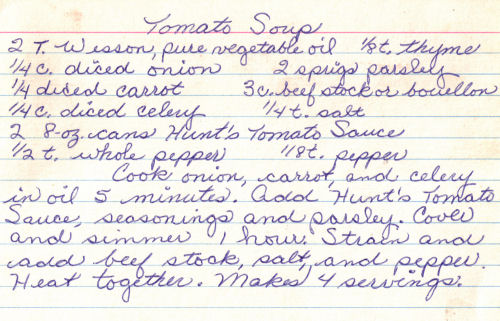 Tomato Soup
2 T. Wesson, pure vegetable oil 1/8 t. thyme
1/4 c. diced onion 2 sprigs parsley
1/4 diced carrot 3 c. beef stock or bouellon
1/4 c. diced celery 1/4 t. salt
2 8-oz. cans Hunt's Tomato Sauce
1/2 t. whole pepper 1/8 t. pepper
Cook onion, carrot, and celery
in oil 5 minutes. Add Hunt's Tomato
Sauce, seasonings and parsley. Cover
and simmer 1 hour. Strain and
add beef stock, salt, and pepper.
Heat together. Makes 4 servings.